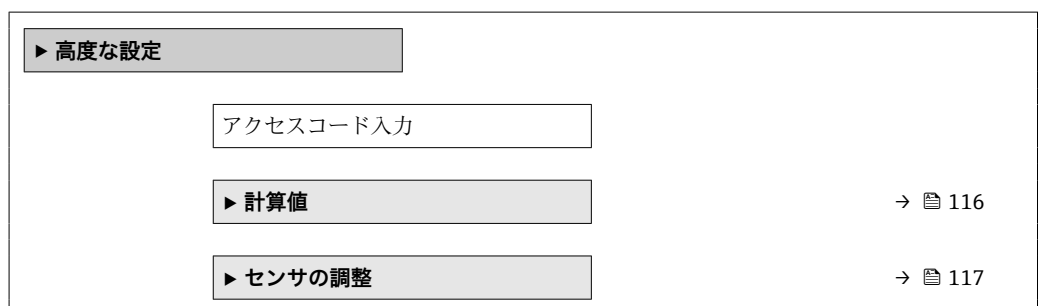 ▶ 高度な設定
アクセスコード入力
▶ 計算値 → 🖹 116
▶ センサの調整 → 🖹 117